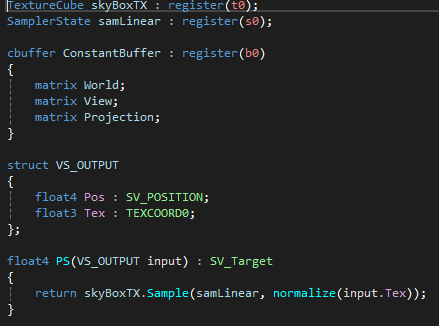 TextureCube skyBoxTX : register(t0);
SamplerState samLinear : register(s0);
cbuffer ConstantBuffer : register(b0)
{
matrix World;
matrix View;
matrix Projection;
}
struct VS_OUTPUT
{
float4 Pos : SV_POSITION;
float3 Tex : TEXCOORD0;
};
float4 PS(VS_OUTPUT input) : SV_Target
{
return skyBoxTX.Sample(samLinear, normalize(input.Tex));
}